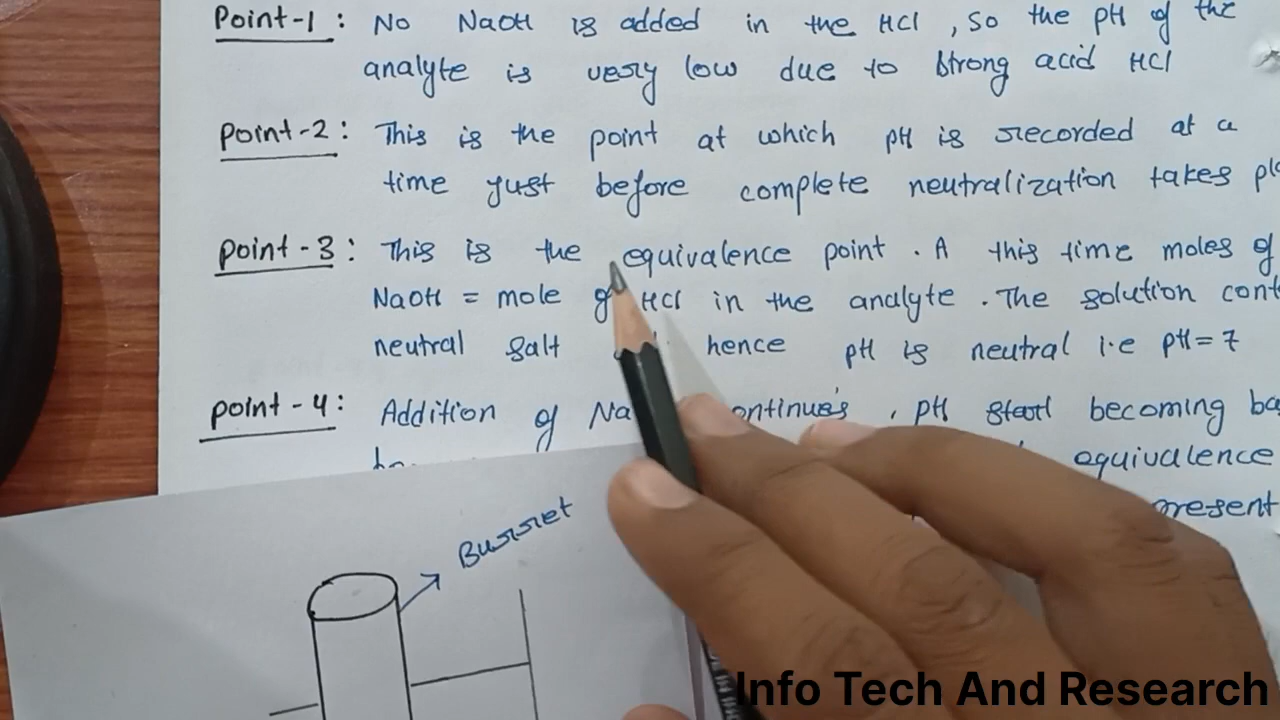 Point-1: No NaOH is added in the HCl, so the pH of the
analyte is very low due to strong acid HCl
Point-2: This is the point at which pH is recorded at a
time just before complete neutralization takes
Point-3: This is the equivalence point. A this time moles of
NaOH = mole of HCl in the analyte. The solution
neutral salt hence pH is neutral i.e pH=7
Point-4: Addition of continue's, pH start becoming
equivalence
present
Burret
Info Tech And Research